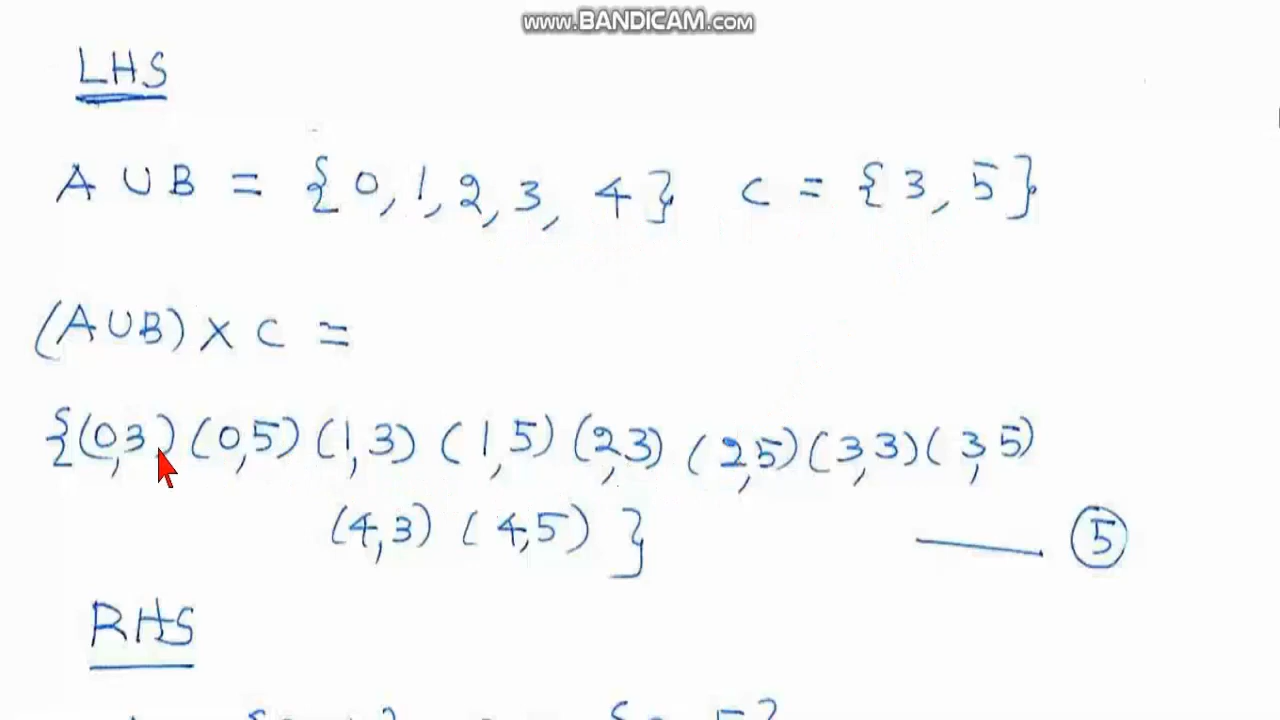 www.BANDICAM.com
LHS
A ∪ B = {0, 1, 2, 3, 4} C = {3, 5}
(A∪B) × C =
{(0,3) (0,5) (1,3) (1,5) (2,3) (2,5) (3,3) (3,5)
(4,3) (4,5) } —— ⑤
RHS